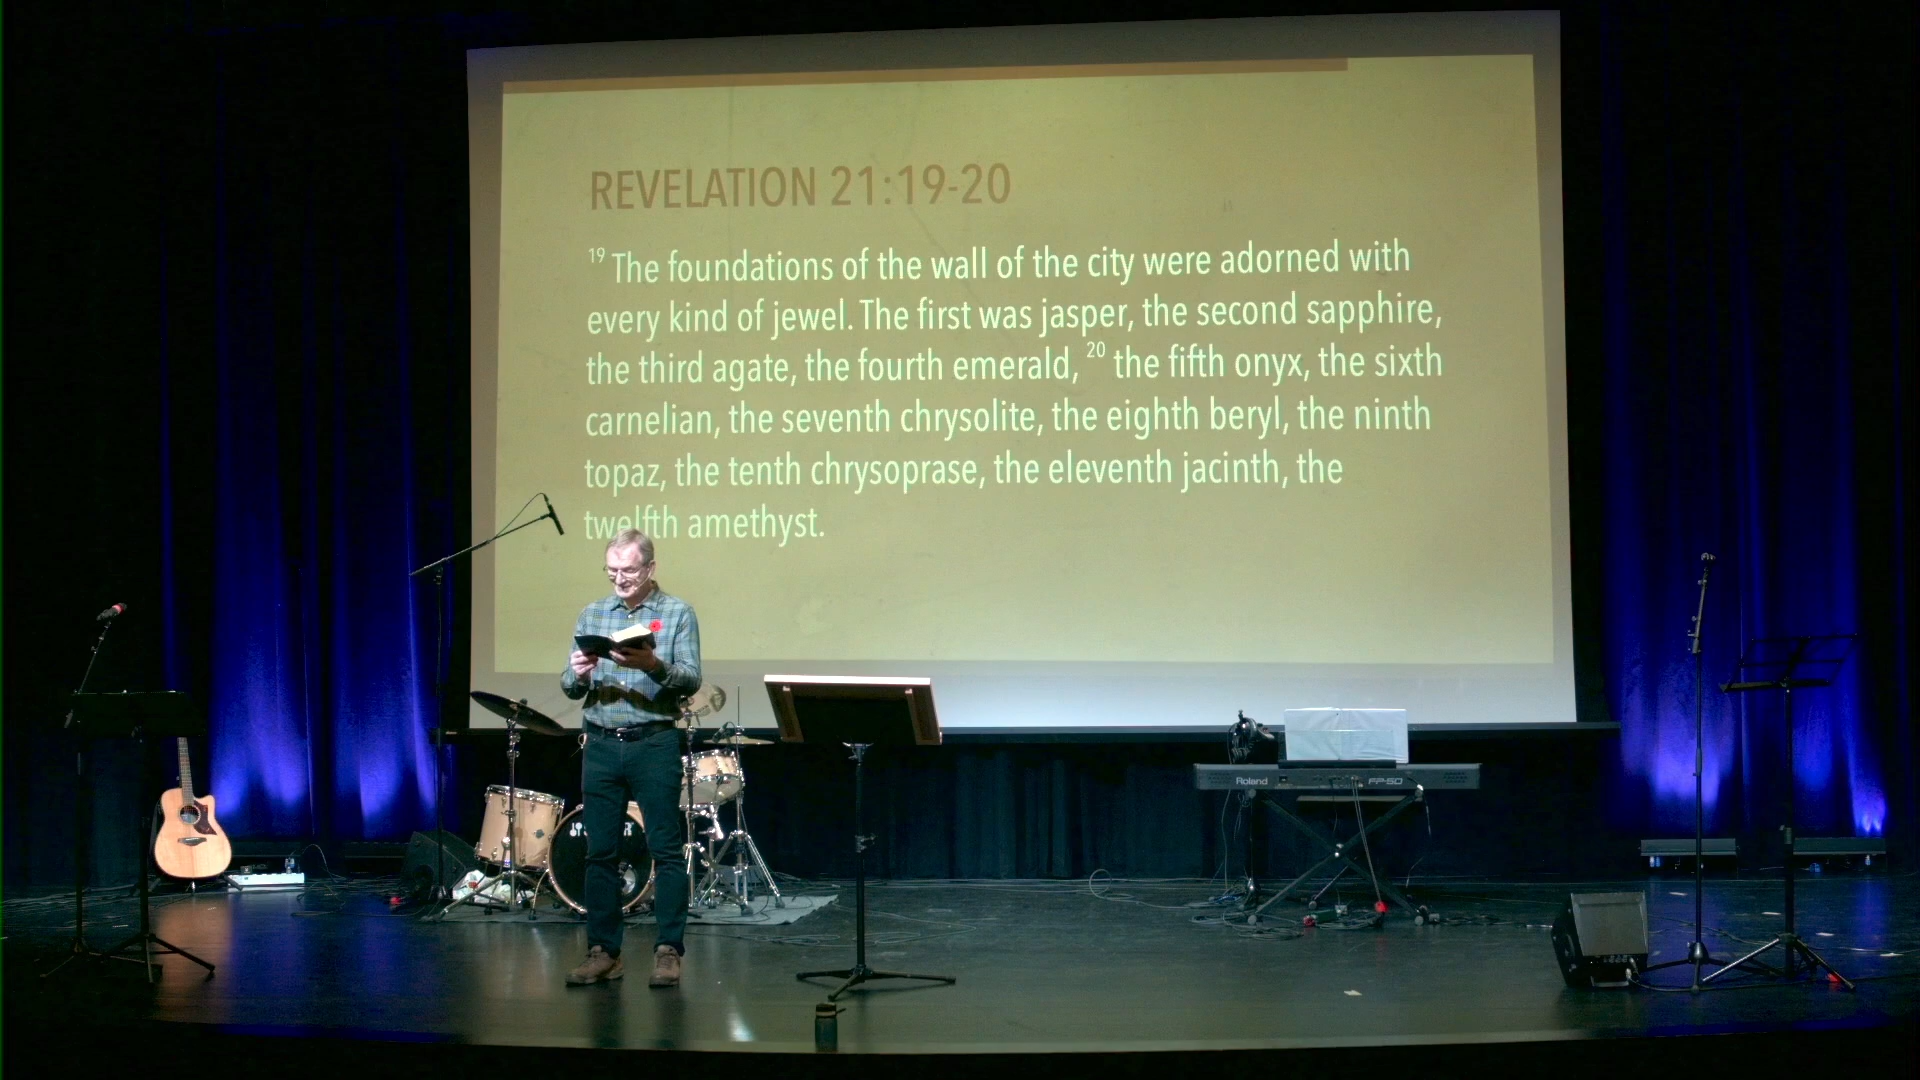 REVELATION 21:19-20
19 The foundations of the wall of the city were adorned with
every kind of jewel. The first was jasper, the second sapphire,
the third agate, the fourth emerald, 20 the fifth onyx, the sixth
carnelian, the seventh chrysolite, the eighth beryl, the ninth
topaz, the tenth chrysoprase, the eleventh jacinth, the
twelfth amethyst.
Roland FP-50